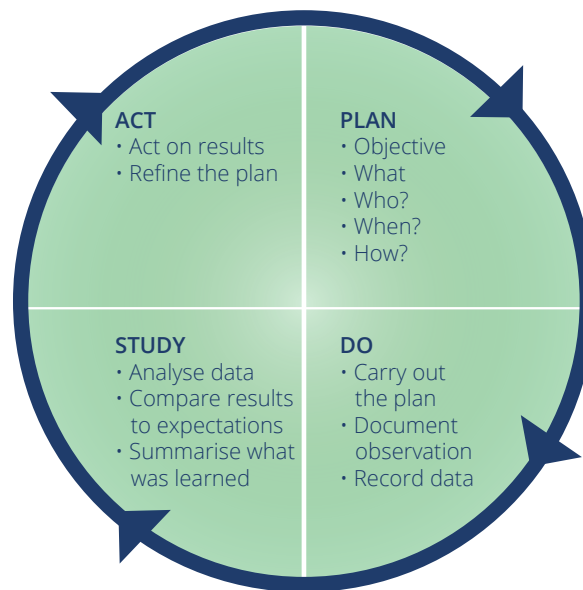 ACT
• Act on results
• Refine the plan
PLAN
• Objective
• What
• Who?
• When?
• How?
STUDY
• Analyse data
• Compare results
to expectations
• Summarise what
was learned
DO
• Carry out
the plan
• Document
observation
• Record data